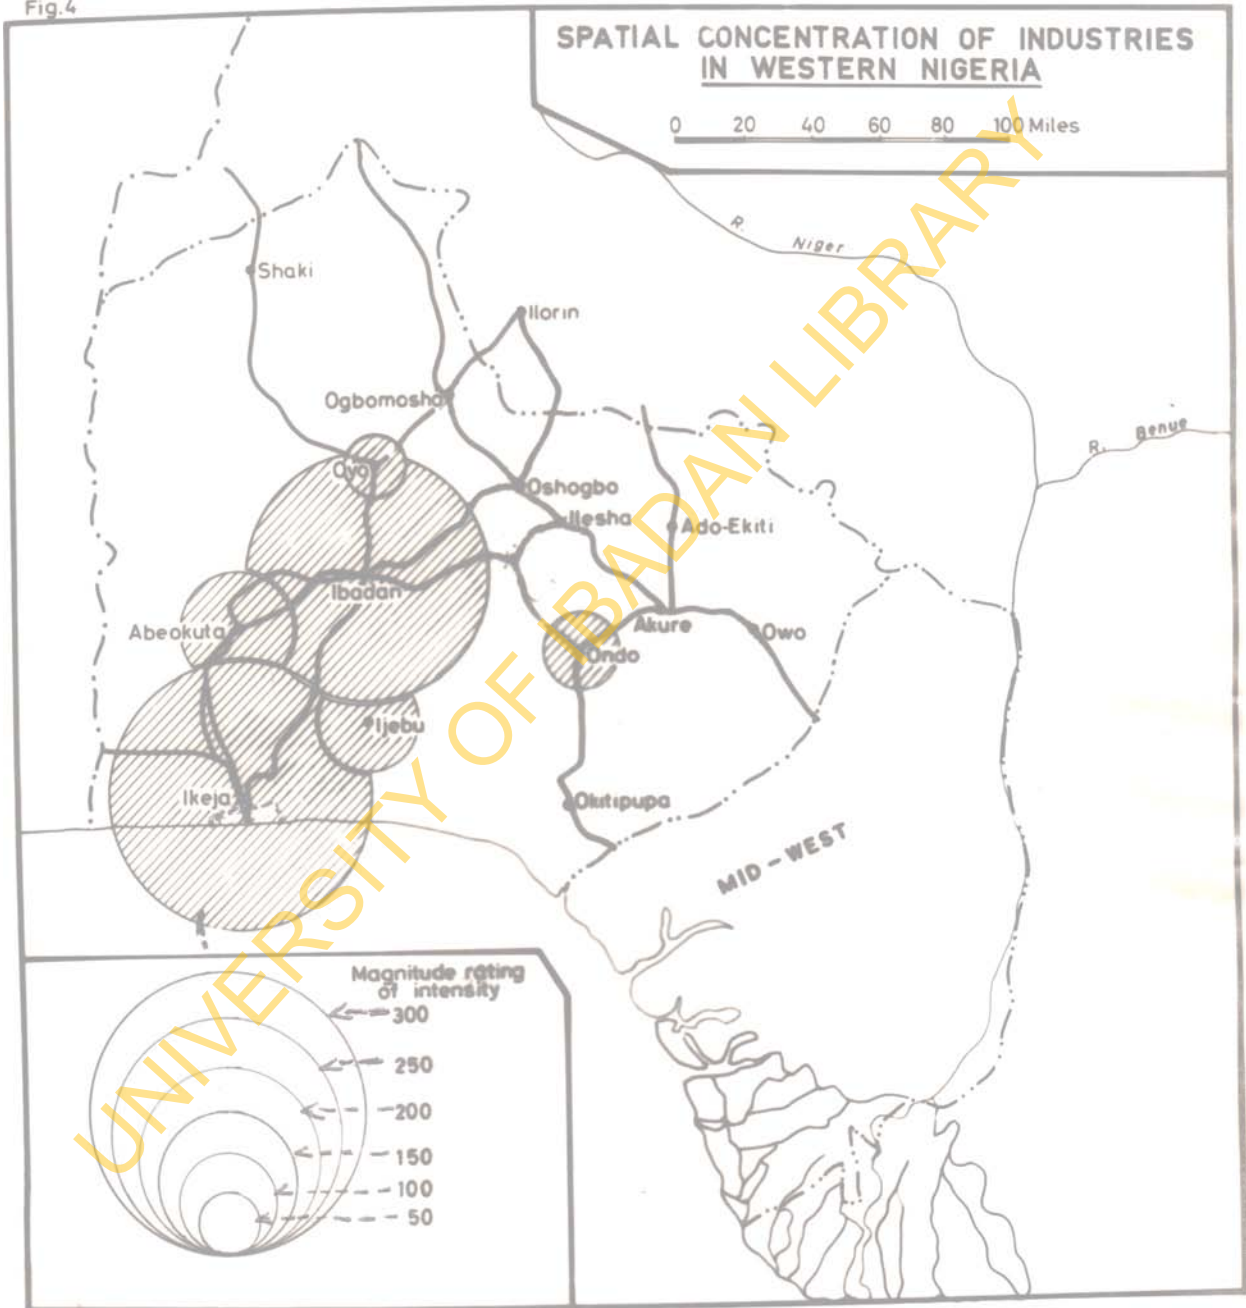 Fig.4
SPATIAL CONCENTRATION OF INDUSTRIES
IN WESTERN NIGERIA
0 20 40 60 80 100 Miles
R. Niger
Shaki
Ilorin
Ogbomosha
R. Benue
Oyo
Oshogbo
Ilesha
Ado-Ekiti
Ibadan
Abeokuta
Akure
Owo
Ondo
Ijebu
Ikeja
Okitipupa
MID-WEST
Magnitude rating
of intensity
300
250
200
150
100
50
UNIVERSITY OF IBADAN LIBRARY